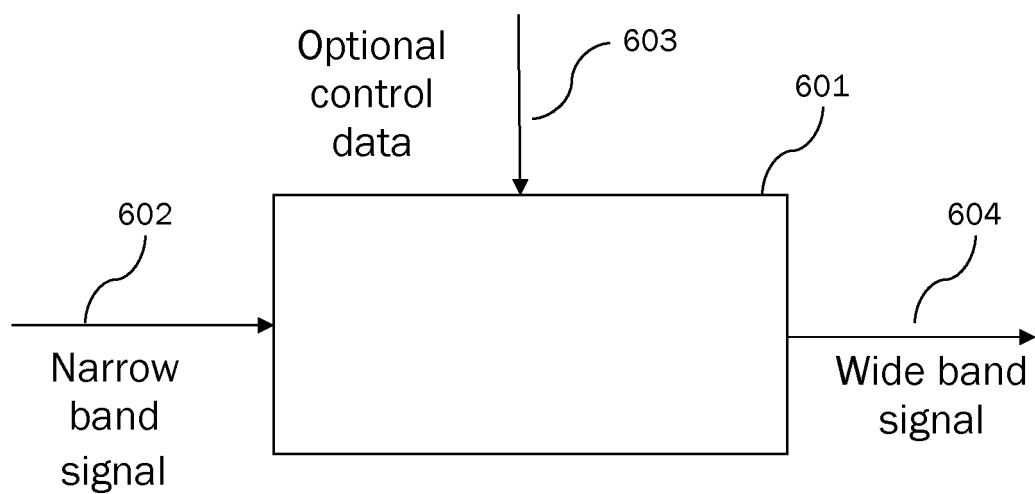 Optional
control
data
603
601
602
604
Narrow
band
signal
Wide band
signal